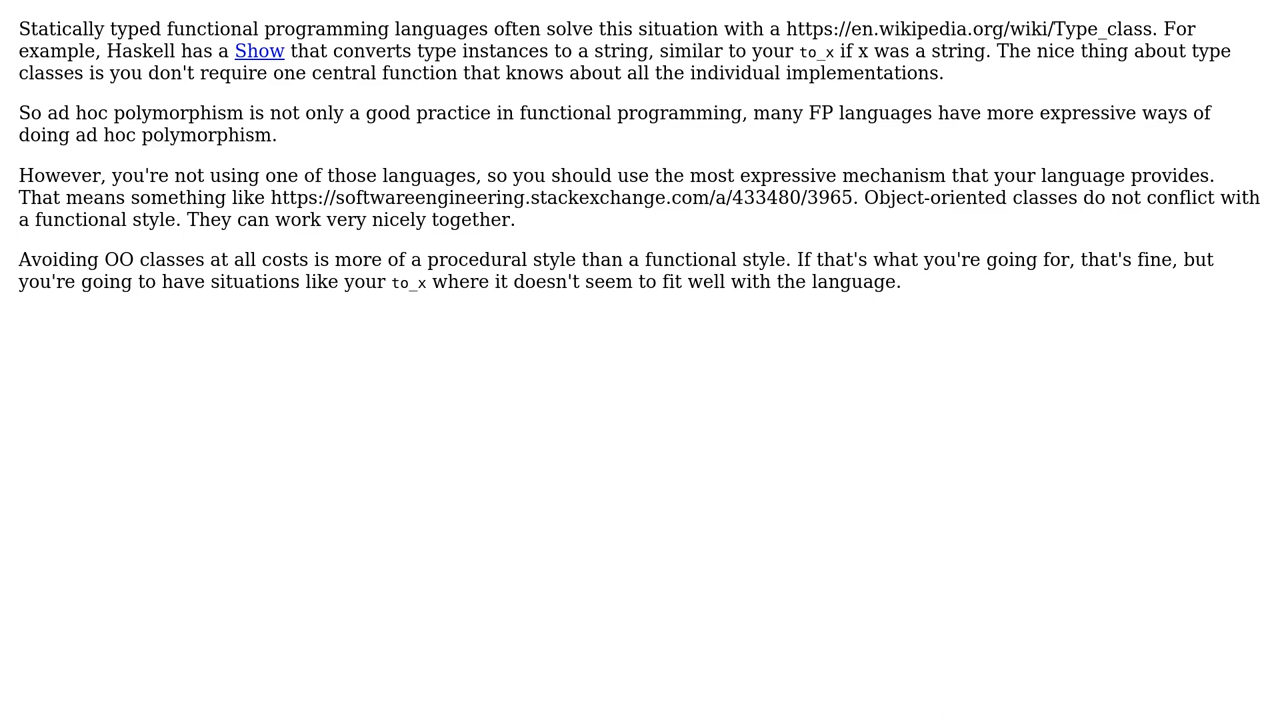 Statically typed functional programming languages often solve this situation with a https://en.wikipedia.org/wiki/Type_class. For
example, Haskell has a Show that converts type instances to a string, similar to your to_x if x was a string. The nice thing about type
classes is you don't require one central function that knows about all the individual implementations.
So ad hoc polymorphism is not only a good practice in functional programming, many FP languages have more expressive ways of
doing ad hoc polymorphism.
However, you're not using one of those languages, so you should use the most expressive mechanism that your language provides.
That means something like https://softwareengineering.stackexchange.com/a/433480/3965. Object-oriented classes do not conflict with
a functional style. They can work very nicely together.
Avoiding OO classes at all costs is more of a procedural style than a functional style. If that's what you're going for, that's fine, but
you're going to have situations like your to_x where it doesn't seem to fit well with the language.